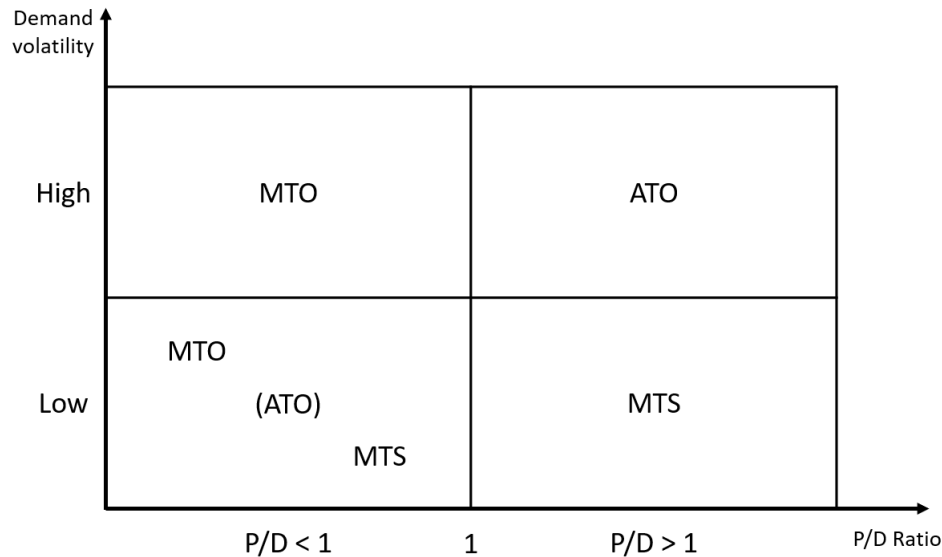 Demand
volatility
High
MTO
ATO
MTO
Low
(ATO)
MTS
MTS
P/D < 1
1
P/D > 1
P/D Ratio